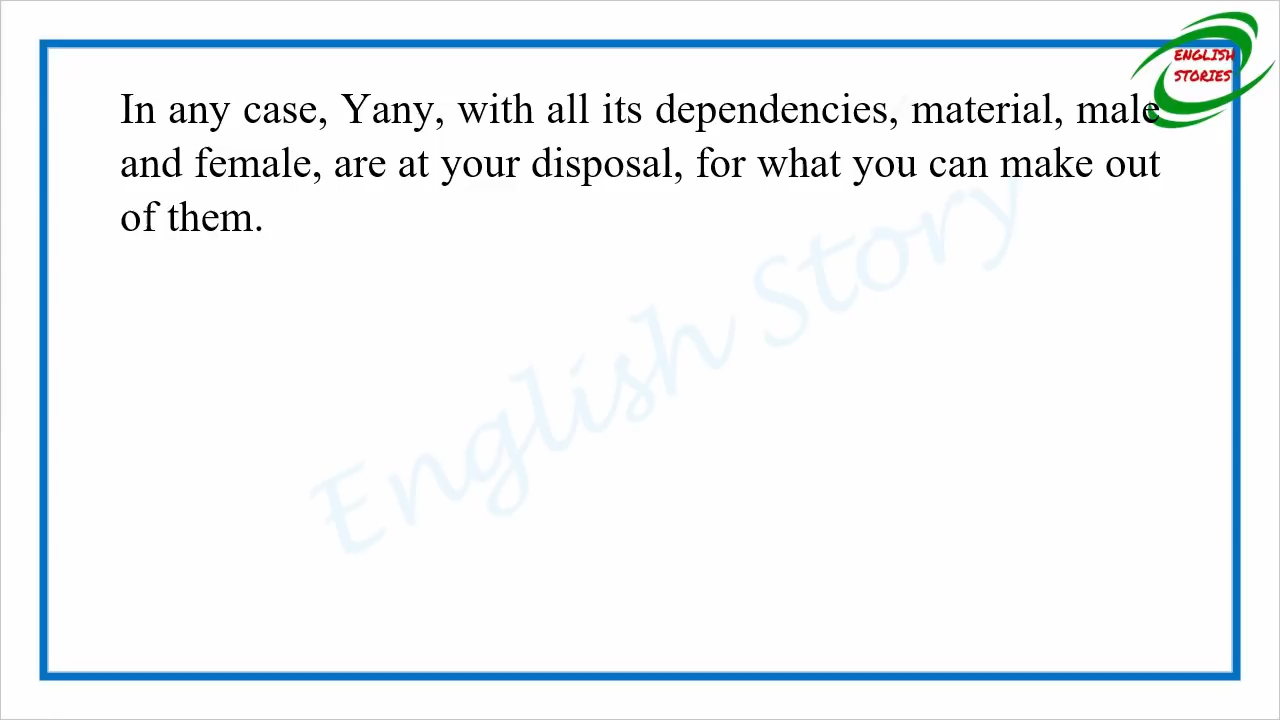 ENGLISH
STORIES
In any case, Yany, with all its dependencies, material, male
and female, are at your disposal, for what you can make out
of them.
English Story